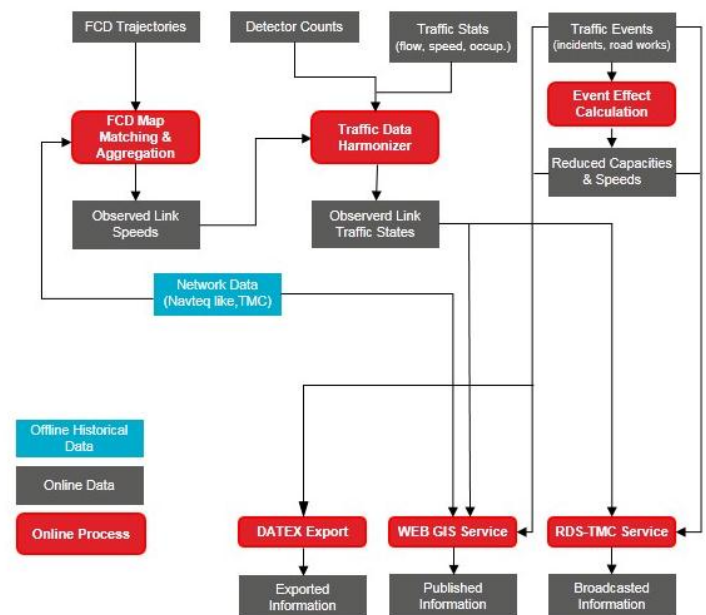 FCD Trajectories
Detector Counts
Traffic Stats
(flow, speed, occup.)
Traffic Events
(incidents, road works)
FCD Map
Matching &
Aggregation
Traffic Data
Harmonizer
Event Effect
Calculation
Observed Link
Speeds
Observerd Link
Traffic States
Reduced Capacities
& Speeds
Network Data
(Navteq like,TMC)
Offline Historical
Data
Online Data
Online Process
DATEX Export
WEB GIS Service
RDS-TMC Service
Exported
Information
Published
Information
Broadcasted
Information